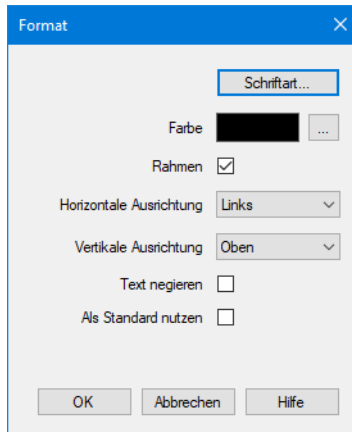 Format
Schriftart...
Farbe ...
Rahmen
Horizontale Ausrichtung Links
Vertikale Ausrichtung Oben
Text negieren
Als Standard nutzen
OK Abbrechen Hilfe